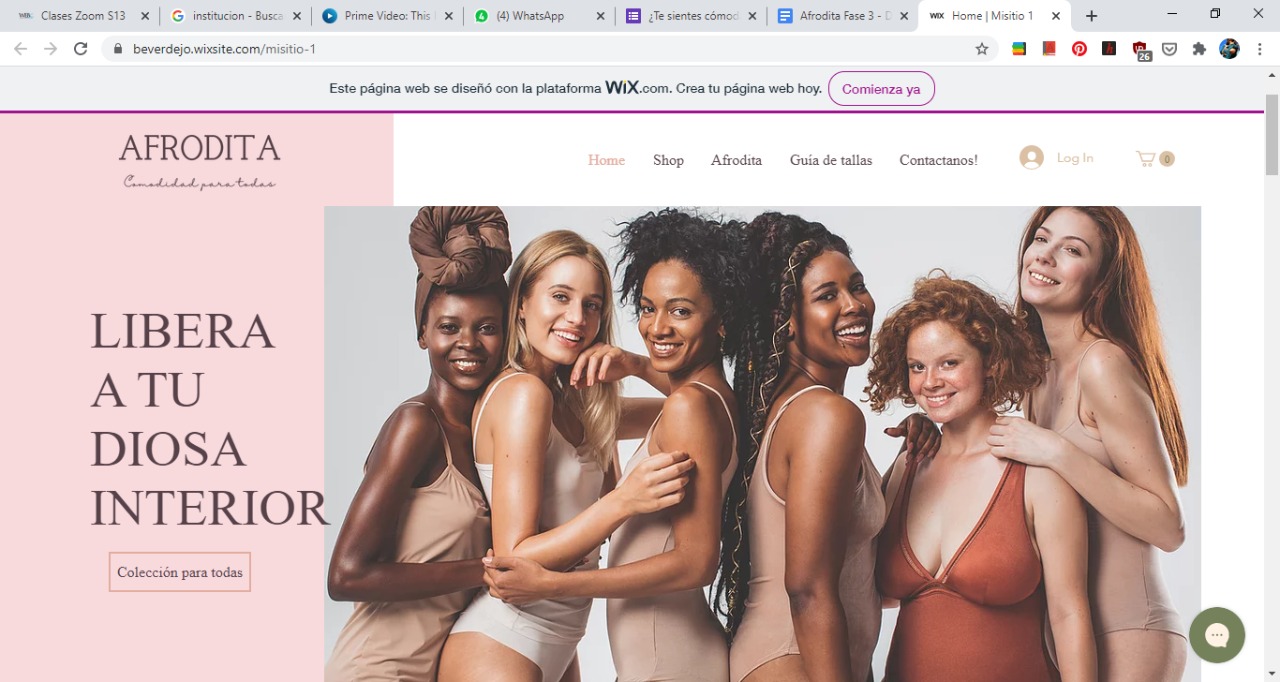 Clases Zoom S13
institucion - Busca
Prime Video: This
(4) WhatsApp
¿Te sientes cómod
Afrodita Fase 3 - D
WiX Home | Misitio 1
beverdejo.wixsite.com/misitio-1
26
Este página web se diseñó con la plataforma WiX.com. Crea tu página web hoy. Comienza ya
AFRODITA
Comodidad para todas
Home Shop Afrodita Guía de tallas Contactanos! Log In 0
LIBERA
A TU
DIOSA
INTERIOR
Colección para todas